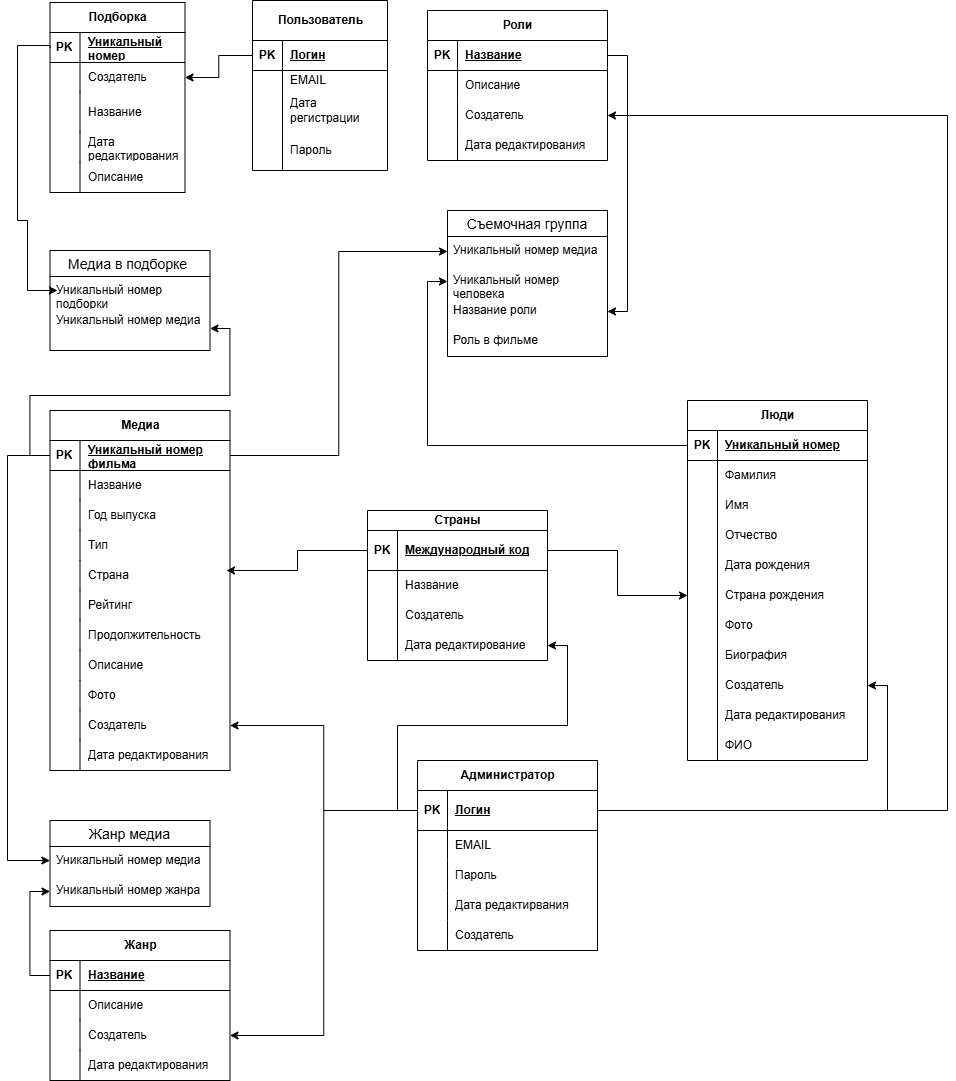 Подборка
PK
Уникальный
номер
Создатель
Название
Дата
редактирования
Описание
Пользователь
PK
Логин
EMAIL
Дата
регистрации
Пароль
Роли
PK
Название
Описание
Создатель
Дата редактирования
Съемочная группа
Уникальный номер медиа
Уникальный номер
человека
Название роли
Роль в фильме
Медиа в подборке
Уникальный номер
подборки
Уникальный номер медиа
Медиа
PK
Уникальный номер
фильма
Название
Год выпуска
Тип
Страна
Рейтинг
Продолжительность
Описание
Фото
Создатель
Дата редактирования
Страны
PK
Международный код
Название
Создатель
Дата редактирование
Люди
PK
Уникальный номер
Фамилия
Имя
Отчество
Дата рождения
Страна рождения
Фото
Биография
Создатель
Дата редактирования
ФИО
Администратор
PK
Логин
EMAIL
Пароль
Дата редактирвания
Создатель
Жанр медиа
Уникальный номер медиа
Уникальный номер жанра
Жанр
PK
Название
Описание
Создатель
Дата редактирования